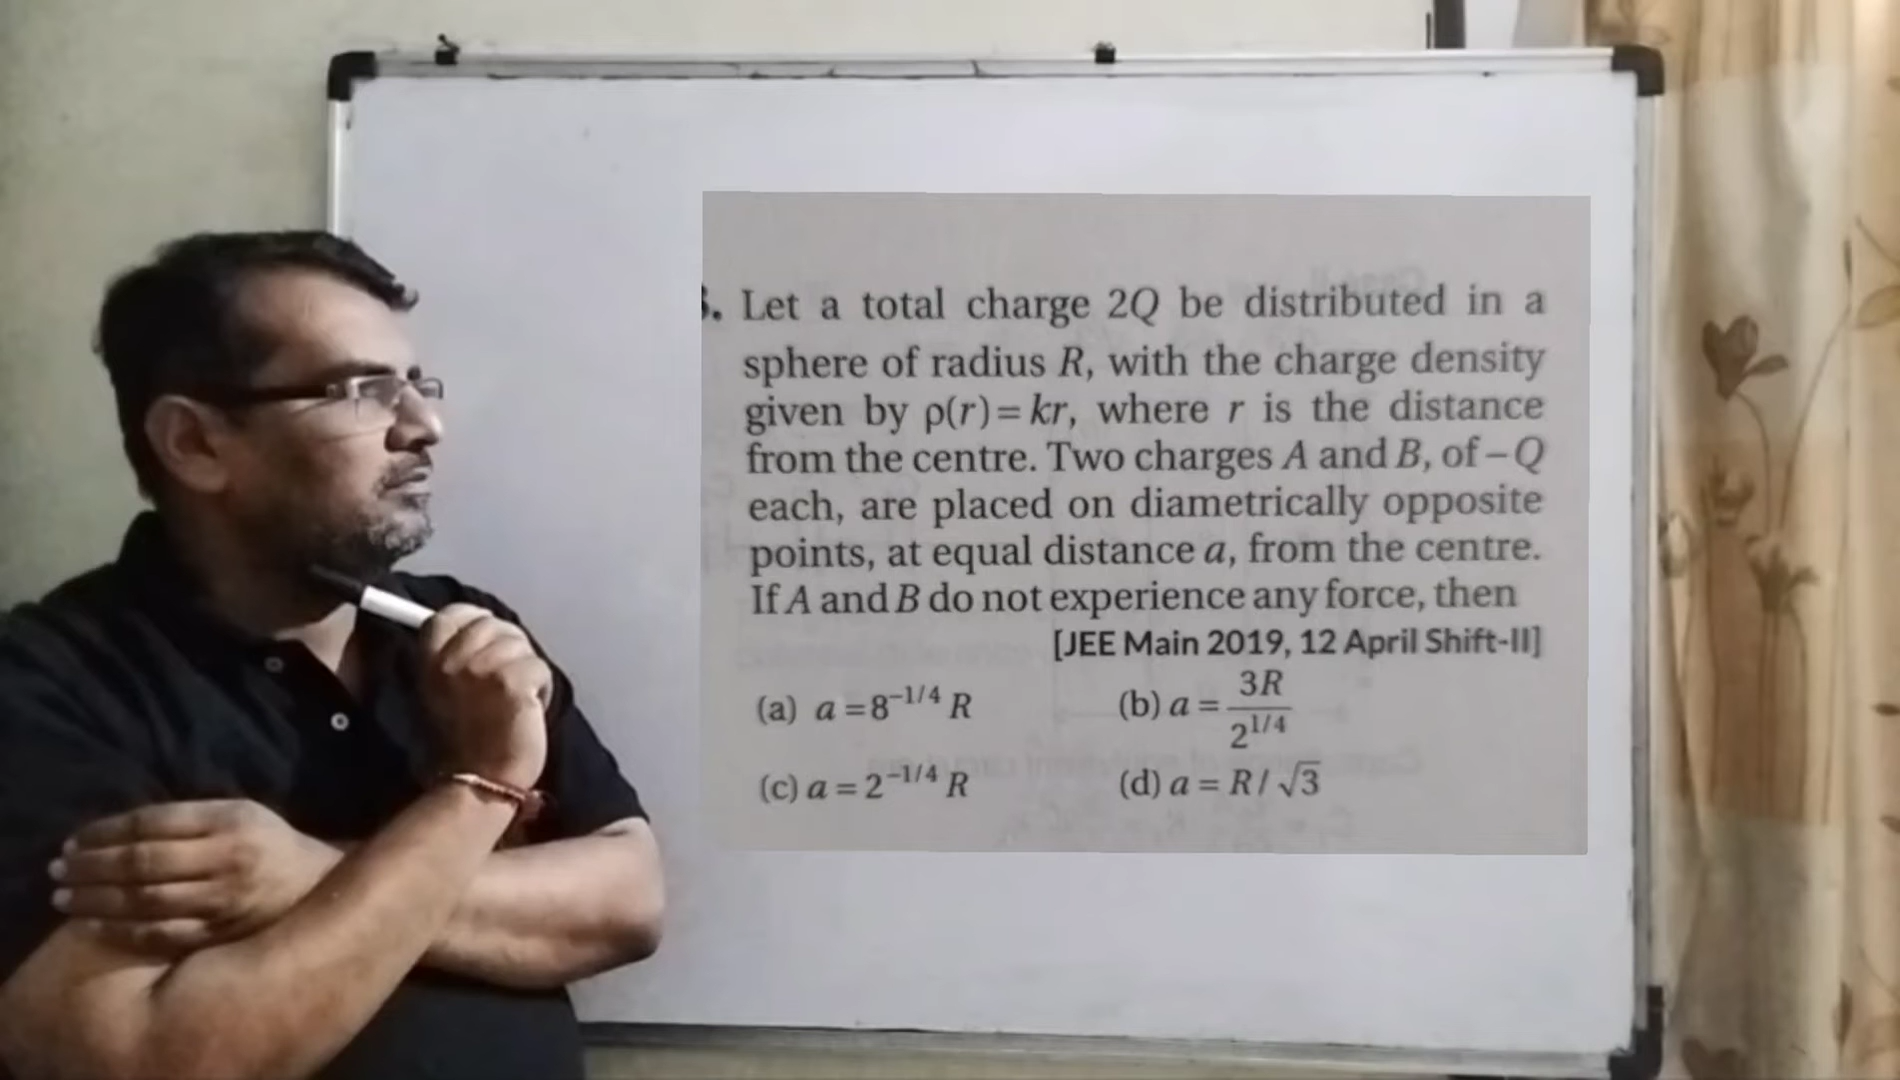 . Let a total charge 2Q be distributed in a
sphere of radius R, with the charge density
given by ρ(r)=kr, where r is the distance
from the centre. Two charges A and B, of –Q
each, are placed on diametrically opposite
points, at equal distance a, from the centre.
If A and B do not experience any force, then
[JEE Main 2019, 12 April Shift-II]
(a) a = 8^{-1/4} R (b) a = \frac{3R}{2^{1/4}}
(c) a = 2^{-1/4} R (d) a = R/√3